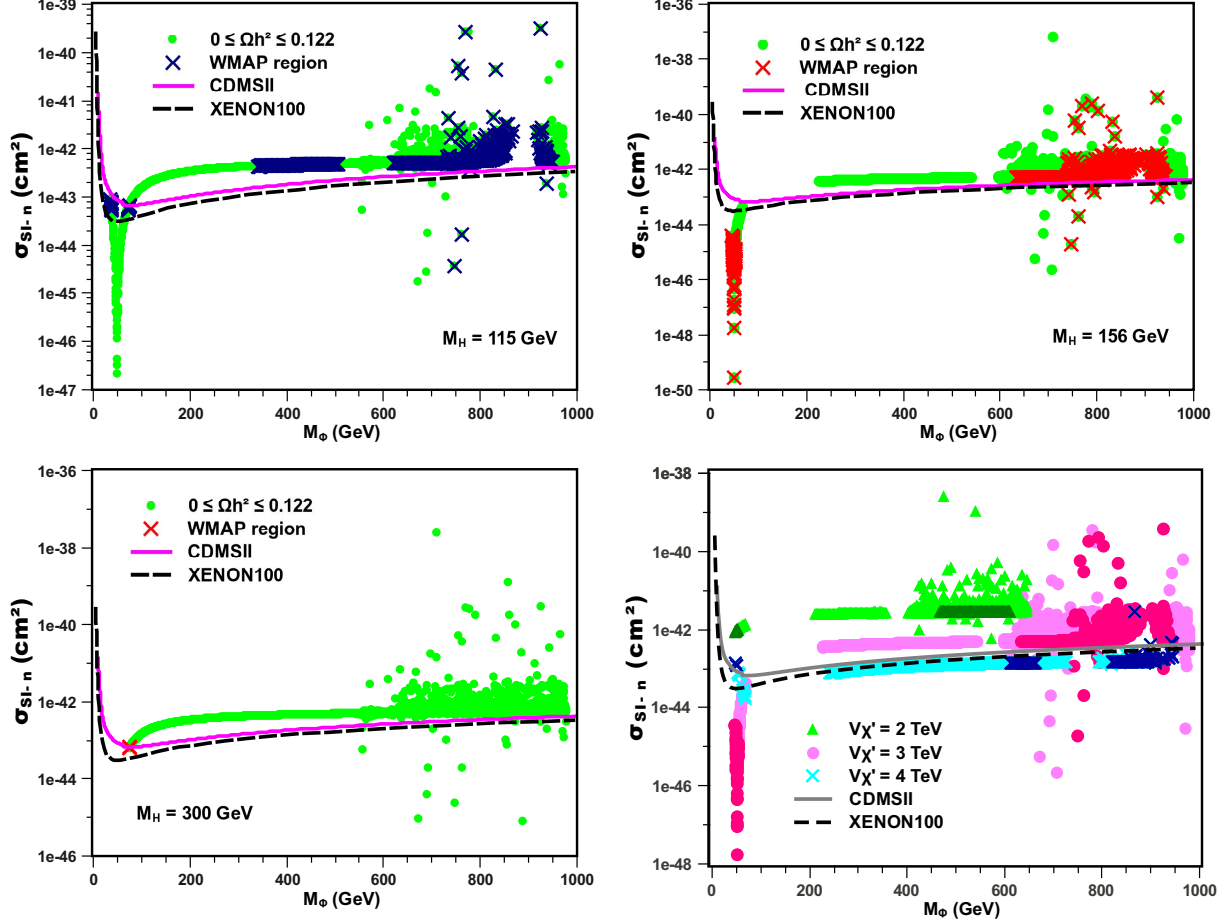 1e-39
1e-40
1e-41
1e-42
1e-43
1e-44
1e-45
1e-46
1e-47
σSI-n (cm²)
0 ≤ Ωh² ≤ 0.122
WMAP region
CDMSII
XENON100
MH = 115 GeV
0 200 400 600 800 1000
MΦ (GeV)
1e-36
1e-38
1e-40
1e-42
1e-44
1e-46
1e-48
1e-50
σSI-n (cm²)
0 ≤ Ωh² ≤ 0.122
WMAP region
CDMSII
XENON100
MH = 156 GeV
0 200 400 600 800 1000
MΦ (GeV)
1e-36
1e-38
1e-40
1e-42
1e-44
1e-46
σSI-n (cm²)
0 ≤ Ωh² ≤ 0.122
WMAP region
CDMSII
XENON100
MH = 300 GeV
0 200 400 600 800 1000
MΦ (GeV)
1e-38
1e-40
1e-42
1e-44
1e-46
1e-48
σSI-n (cm²)
Vχ' = 2 TeV
Vχ' = 3 TeV
Vχ' = 4 TeV
CDMSII
XENON100
0 200 400 600 800 1000
MΦ (GeV)